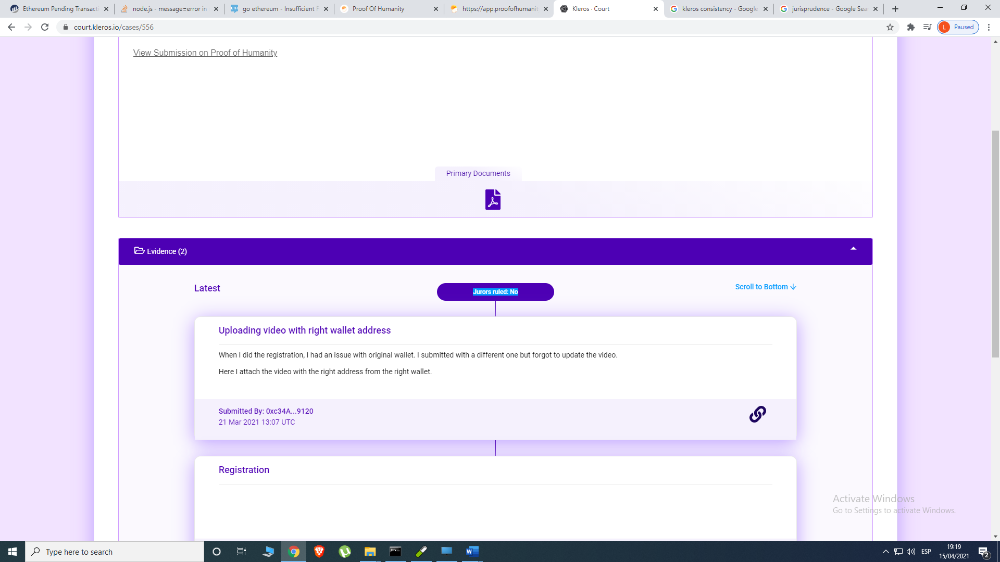 Ethereum Pending Transacti
node.js - message=error in
go ethereum - Insufficient F
Proof Of Humanity
https://app.proofofhumanit
Kleros · Court
kleros consistency - Google
jurisprudence - Google Sea
court.kleros.io/cases/556
L Paused
View Submission on Proof of Humanity
Primary Documents
Evidence (2)
Latest
Jurors ruled: No
Scroll to Bottom
Uploading video with right wallet address
When I did the registration, I had an issue with original wallet. I submitted with a different one but forgot to update the video.
Here I attach the video with the right address from the right wallet.
Submitted By: 0xc34A...9120
21 Mar 2021 13:07 UTC
Registration
Activate Windows
Go to Settings to activate Windows.
Type here to search
ESP
19:19
15/04/2021
2